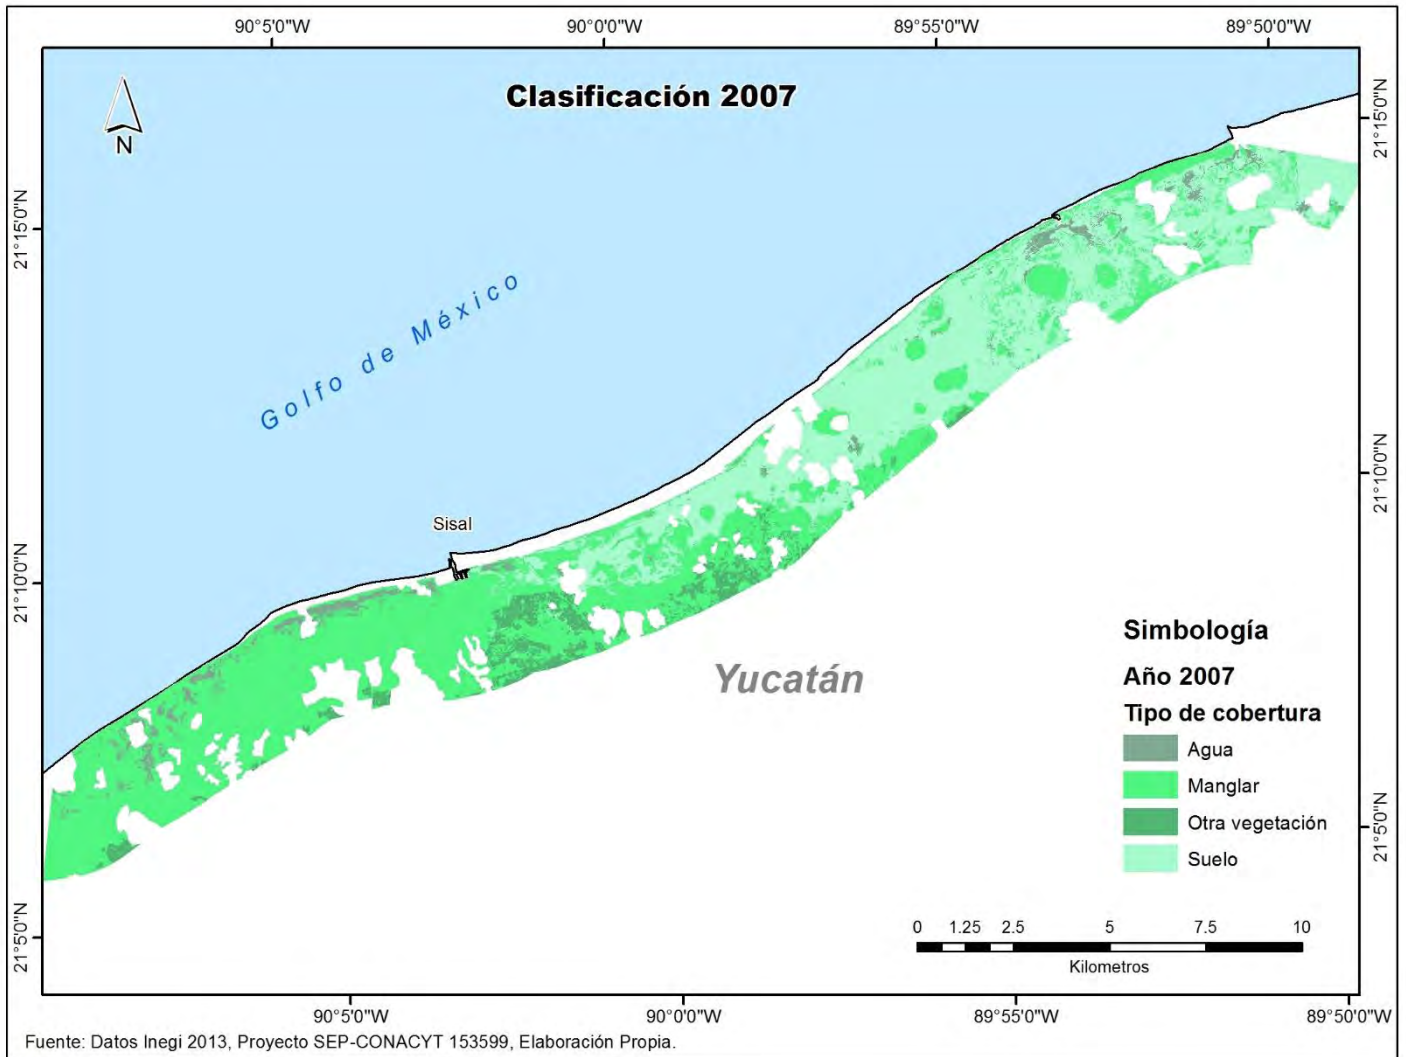 90°5'0"W 90°0'0"W 89°55'0"W 89°50'0"W
Clasificación 2007
N
21°15'0"N
21°15'0"N
Golfo de México
21°10'0"N
Sisal
21°10'0"N
Yucatán
Simbología
Año 2007
Tipo de cobertura
Agua
Manglar
Otra vegetación
Suelo
21°5'0"N
21°5'0"N
0 1.25 2.5 5 7.5 10
Kilometros
90°5'0"W 90°0'0"W 89°55'0"W 89°50'0"W
Fuente: Datos Inegi 2013, Proyecto SEP-CONACYT 153599, Elaboración Propia.